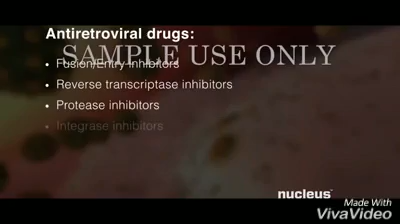 Antiretroviral drugs:
SAMPLE USE ONLY
• Fusion/Entry Inhibitors
• Reverse transcriptase inhibitors
• Protease inhibitors
• Integrase inhibitors
nucleus
Made With
VivaVideo